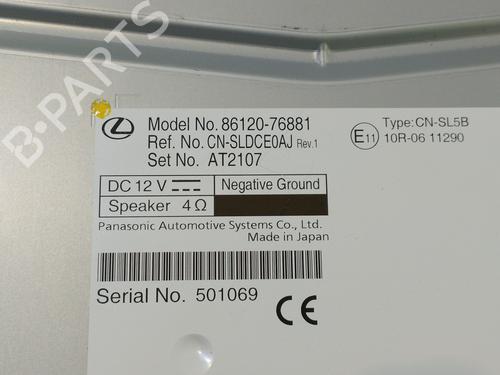 Model No. 86120-76881
Ref. No. CN-SLDCE0AJ Rev.1
Set No. AT2107
E11
Type: CN-SL5B
10R-06 11290
DC 12 V
Negative Ground
Speaker 4Ω
Panasonic Automotive Systems Co., Ltd.
Made in Japan
Serial No. 501069
CE
B-PARTS